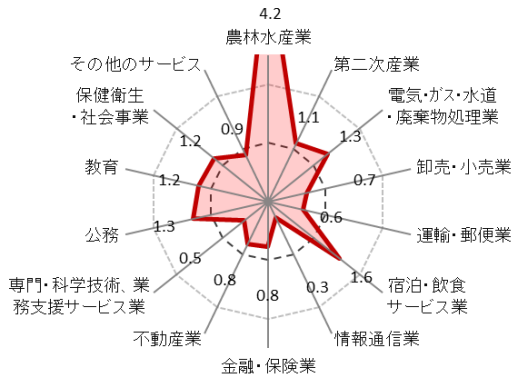 4.2
農林水産業
その他のサービス
第二次産業
保健衛生
・社会事業
電気・ガス・水道
・廃棄物処理業
0.9
1.1
1.2
1.3
教育
1.2
0.7
卸売・小売業
公務
1.3
0.6
運輸・郵便業
専門・科学技術、業
務支援サービス業
0.5
1.6
宿泊・飲食
サービス業
0.8
0.8
0.3
不動産業
情報通信業
金融・保険業